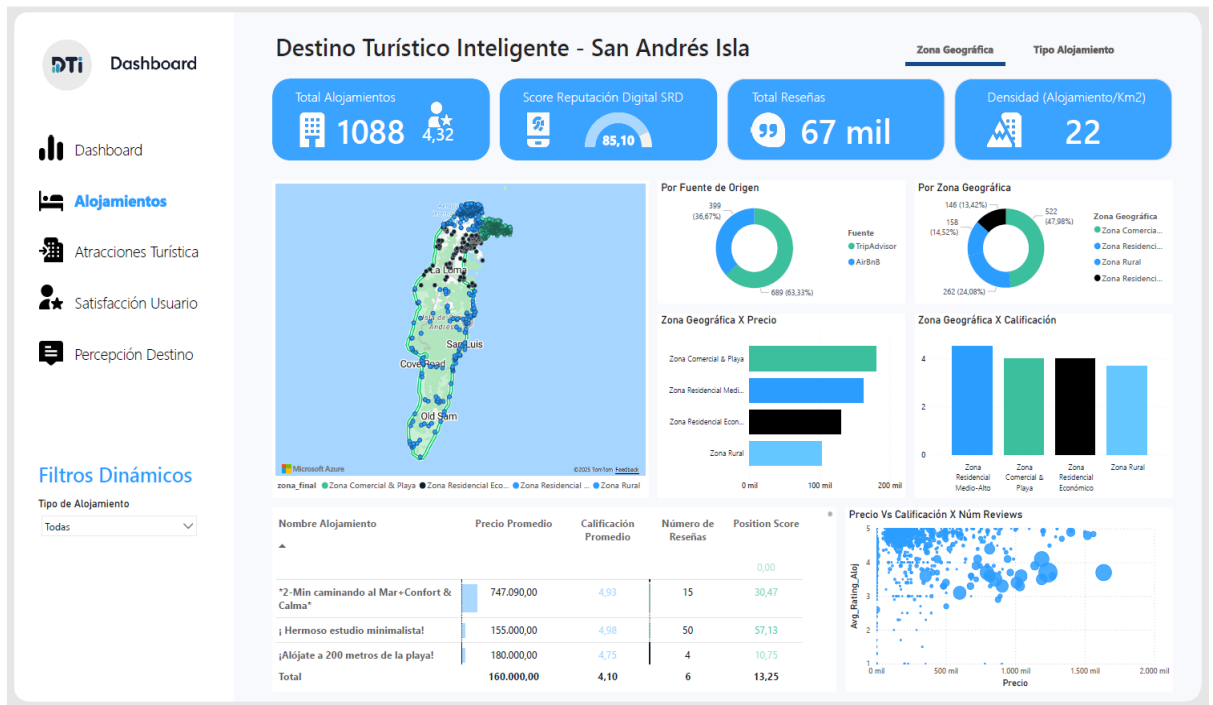 DTi
Dashboard
Dashboard
Alojamientos
Atracciones Turística
Satisfacción Usuario
Percepción Destino
Filtros Dinámicos
Tipo de Alojamiento
Todas
Destino Turístico Inteligente - San Andrés Isla
Zona Geográfica
Tipo Alojamiento
Total Alojamientos
1088
4,32
Score Reputación Digital SRD
85,10
Total Reseñas
67 mil
Densidad (Alojamiento/Km2)
22
La Loma
Andrés
San Luis
Cove Road
Old Sam
Microsoft Azure
©2025 TomTom Feedback
zona_final Zona Comercial & Playa Zona Residencial Eco... Zona Residencial ... Zona Rural
Por Fuente de Origen
399
(36,67%)
689 (63,33%)
Fuente
TripAdvisor
AirBnB
Por Zona Geográfica
146 (13,42%)
158
(14,52%)
522
(47,98%)
262 (24,08%)
Zona Geográfica
Zona Comercia...
Zona Residenci...
Zona Rural
Zona Residenci...
Zona Geográfica X Precio
Zona Comercial & Playa
Zona Residencial Medi...
Zona Residencial Econ...
Zona Rural
0 mil 100 mil 200 mil
Zona Geográfica X Calificación
4
2
0
Zona
Residencial
Medio-Alto
Zona
Comercial &
Playa
Zona
Residencial
Económico
Zona Rural
Nombre Alojamiento Precio Promedio Calificación Promedio Número de Reseñas Position Score
0,00
*2-Min caminando al Mar+Confort & Calma* 747.090,00 4,93 15 30,47
¡ Hermoso estudio minimalista! 155.000,00 4,98 50 57,13
¡Alójate a 200 metros de la playa! 180.000,00 4,75 4 10,75
Total 160.000,00 4,10 6 13,25
Precio Vs Calificación X Núm Reviews
Avg_Rating_Aloj
5
4
3
2
1
0 mil 500 mil 1.000 mil 1.500 mil 2.000 mil
Precio